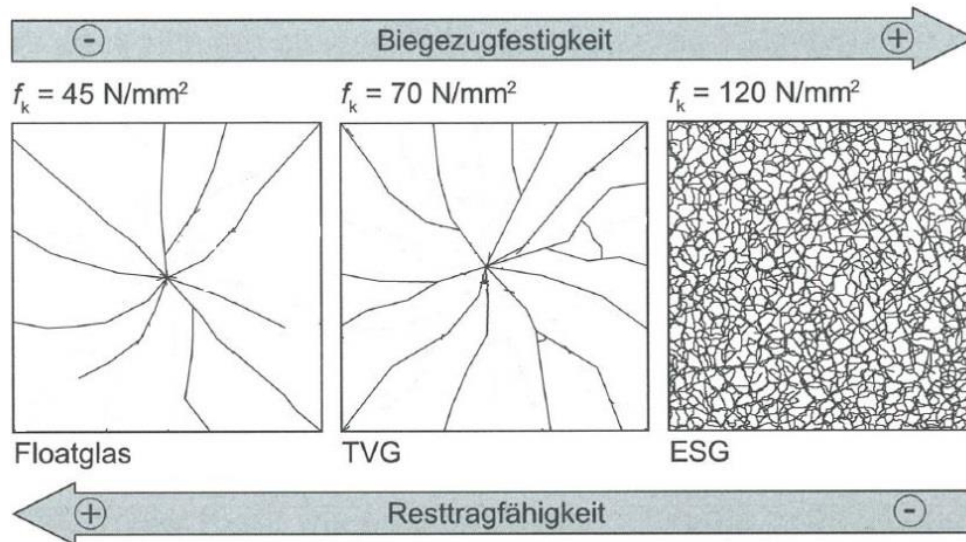 ⊖ Biegezugfestigkeit ⊕
fk = 45 N/mm² fk = 70 N/mm² fk = 120 N/mm²
Floatglas TVG ESG
⊕ Resttragfähigkeit ⊖